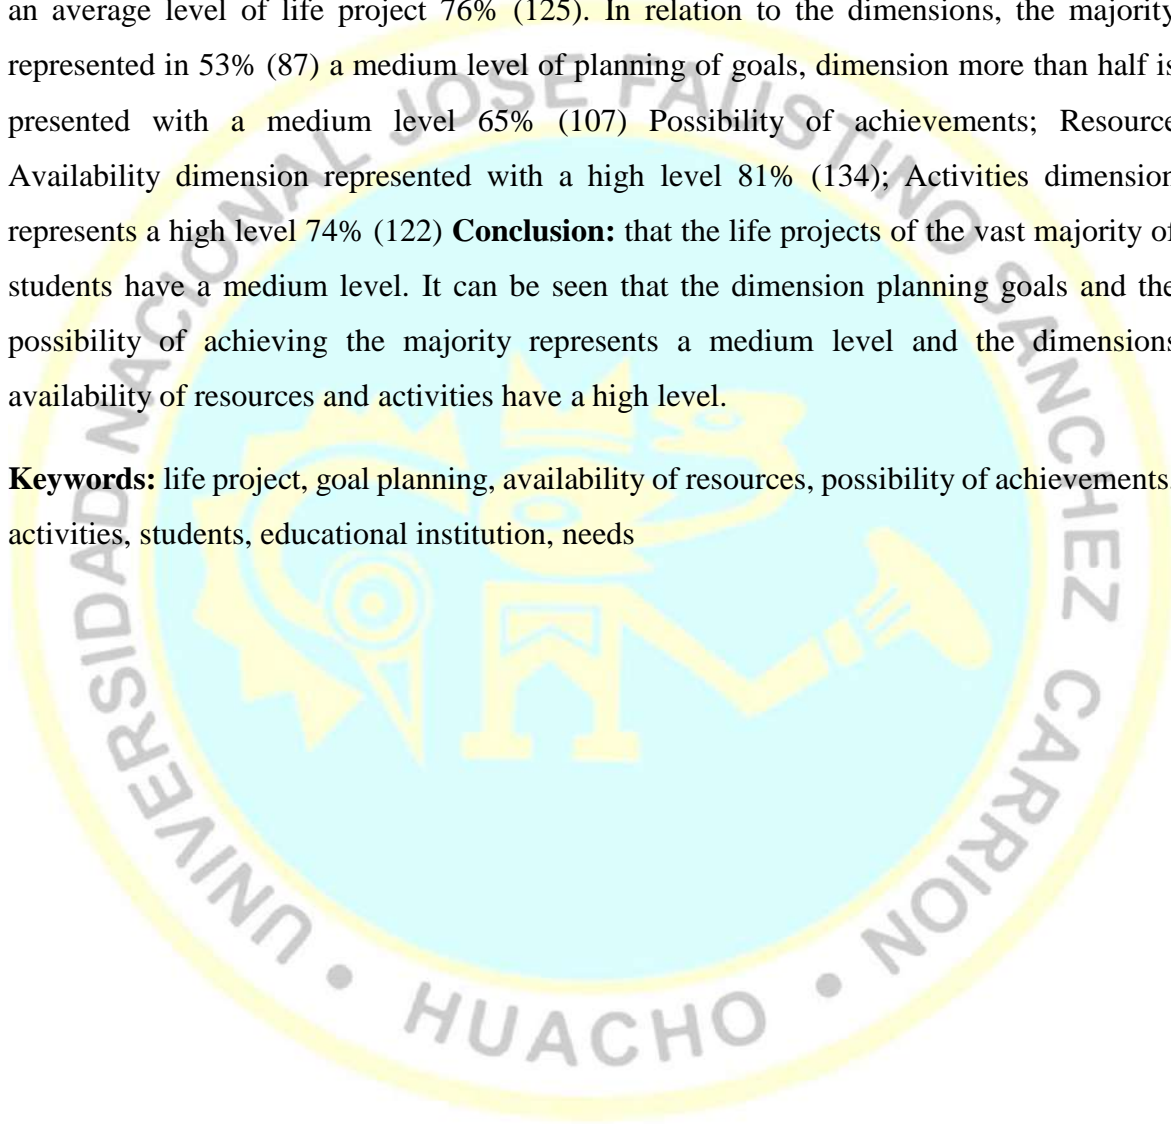 an average level of life project 76% (125). In relation to the dimensions, the majority
represented in 53% (87) a medium level of planning of goals, dimension more than half is
presented with a medium level 65% (107) Possibility of achievements; Resource
Availability dimension represented with a high level 81% (134); Activities dimension
represents a high level 74% (122) Conclusion: that the life projects of the vast majority of
students have a medium level. It can be seen that the dimension planning goals and the
possibility of achieving the majority represents a medium level and the dimensions
availability of resources and activities have a high level.
Keywords: life project, goal planning, availability of resources, possibility of achievements,
activities, students, educational institution, needs
UNIVERSIDAD NACIONAL JOSE FAUSTINO SANCHEZ CARRION • HUACHO •